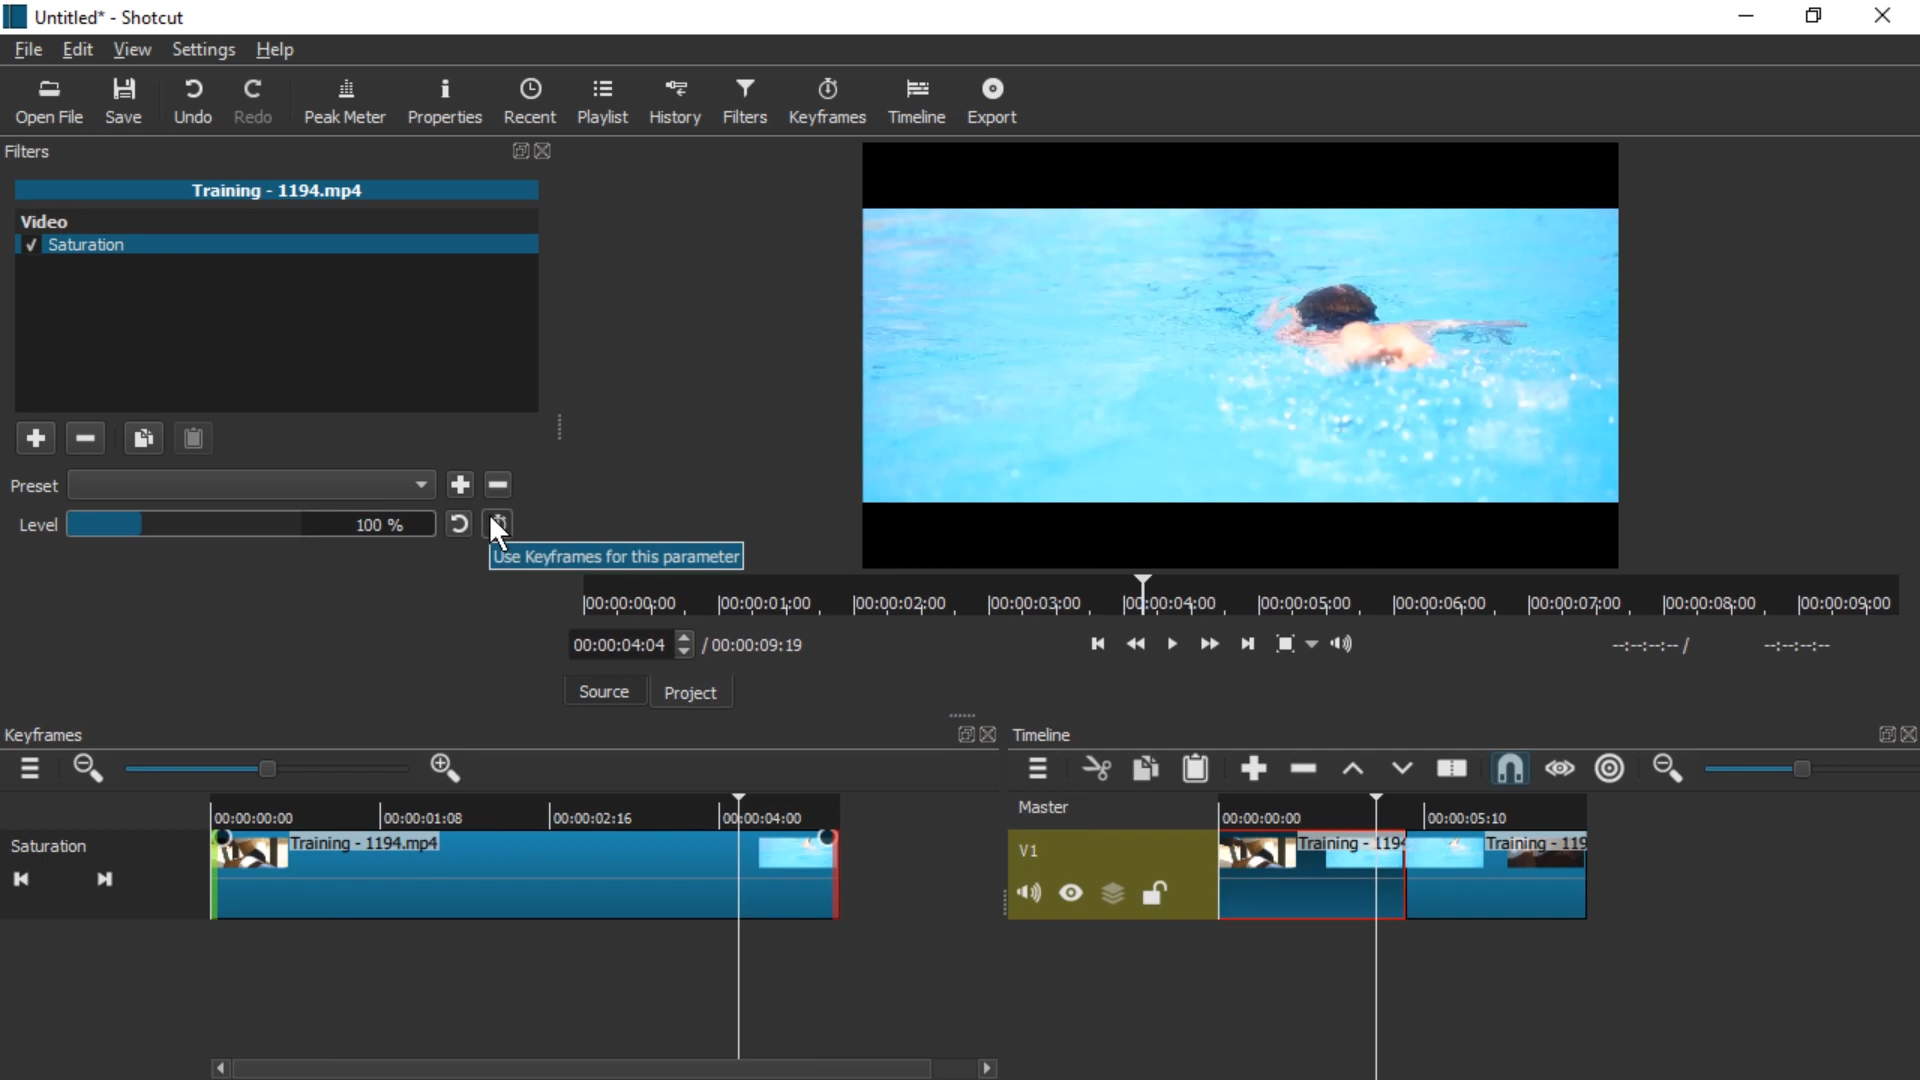 Untitled* - Shotcut
File Edit View Settings Help
Open File Save Undo Redo Peak Meter Properties Recent Playlist History Filters Keyframes Timeline Export
Filters
Training - 1194.mp4
Video
Saturation
Preset
Level 100 %
Use Keyframes for this parameter
00:00:00;00 00:00:01;00 00:00:02;00 00:00:03;00 00:00:04;00 00:00:05;00 00:00:06;00 00:00:07;00 00:00:08;00 00:00:09;00
00:00:04:04 / 00:00:09:19 --:--:--:-- / --:--:--:--
Source Project
Keyframes
00:00:00:00 00:00:01:08 00:00:02:16 00:00:04:00
Saturation
Training - 1194.mp4
Timeline
Master
00:00:00:00 00:00:05:10
V1
Training - 1194 Training - 119